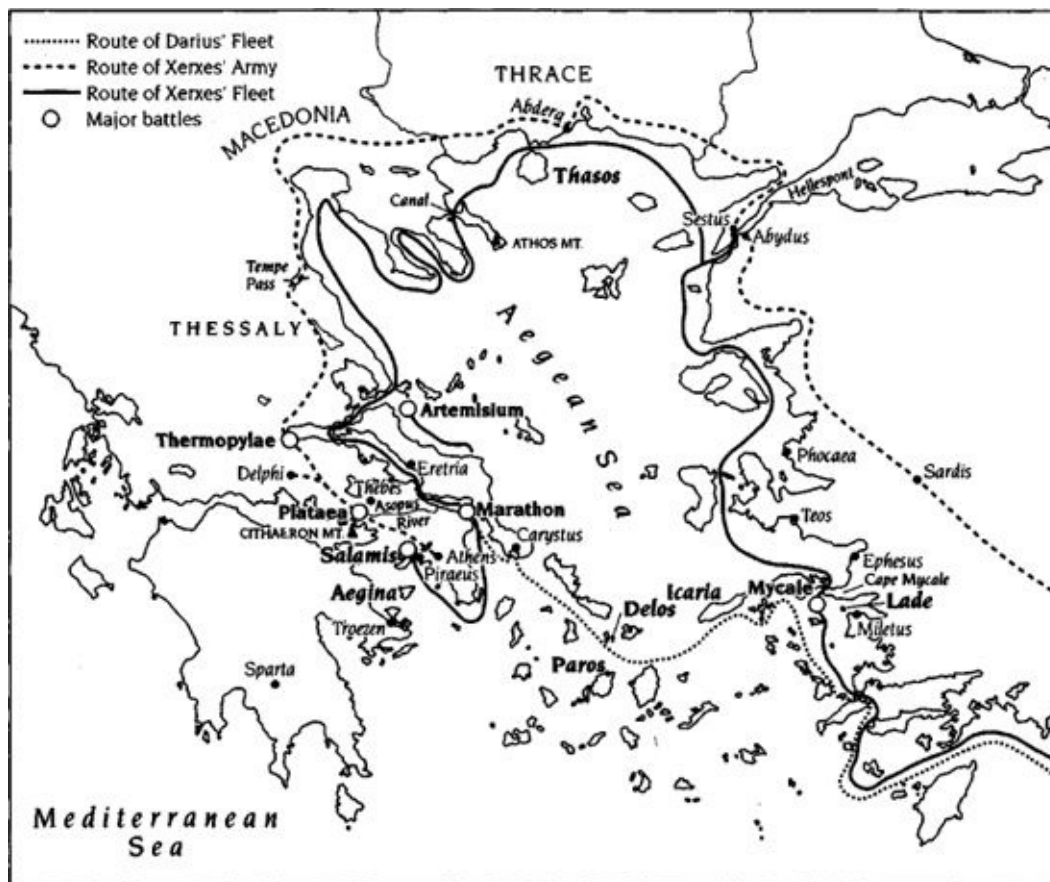 Route of Darius' Fleet
Route of Xerxes' Army
Route of Xerxes' Fleet
Major battles
THRACE
Abdera
MACEDONIA
Thasos
Canal
Hellespont
Sestus
Abydus
ATHOS MT.
Tempe
Pass
THESSALY
Aegean Sea
Artemisium
Thermopylae
Phocaea
Eretria
Delphi
Sardis
Thebes
Plataea
Asopus
River
Marathon
Teos
CITHAERON MT.
Carystus
Salamis
Athens
Piraeus
Ephesus
Cape Mycale
Aegina
Icaria
Mycale
Lade
Delos
Troezen
Miletus
Paros
Sparta
Mediterranean
Sea